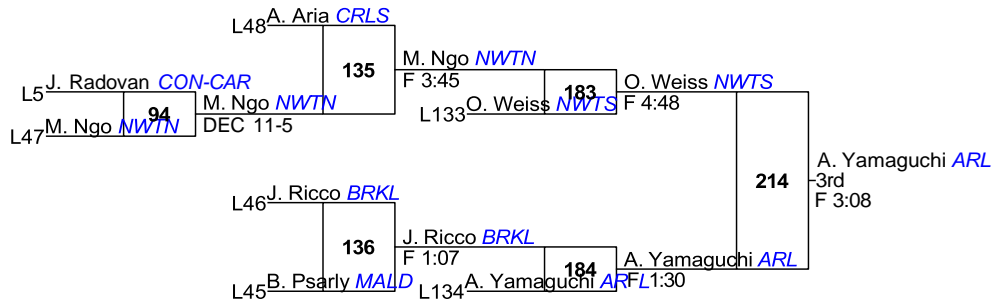 L48 A. Aria CRLS
135
M. Ngo NWTN
F 3:45
L5 J. Radovan CON-CAR
94
L47 M. Ngo NWTN
M. Ngo NWTN
DEC 11-5
183
L133 O. Weiss NWTS
O. Weiss NWTS
F 4:48
214
A. Yamaguchi ARL
3rd
F 3:08
L46 J. Ricco BRKL
136
L45 B. Psarly MALD
J. Ricco BRKL
F 1:07
184
L134 A. Yamaguchi ARL
A. Yamaguchi ARL
F 1:30